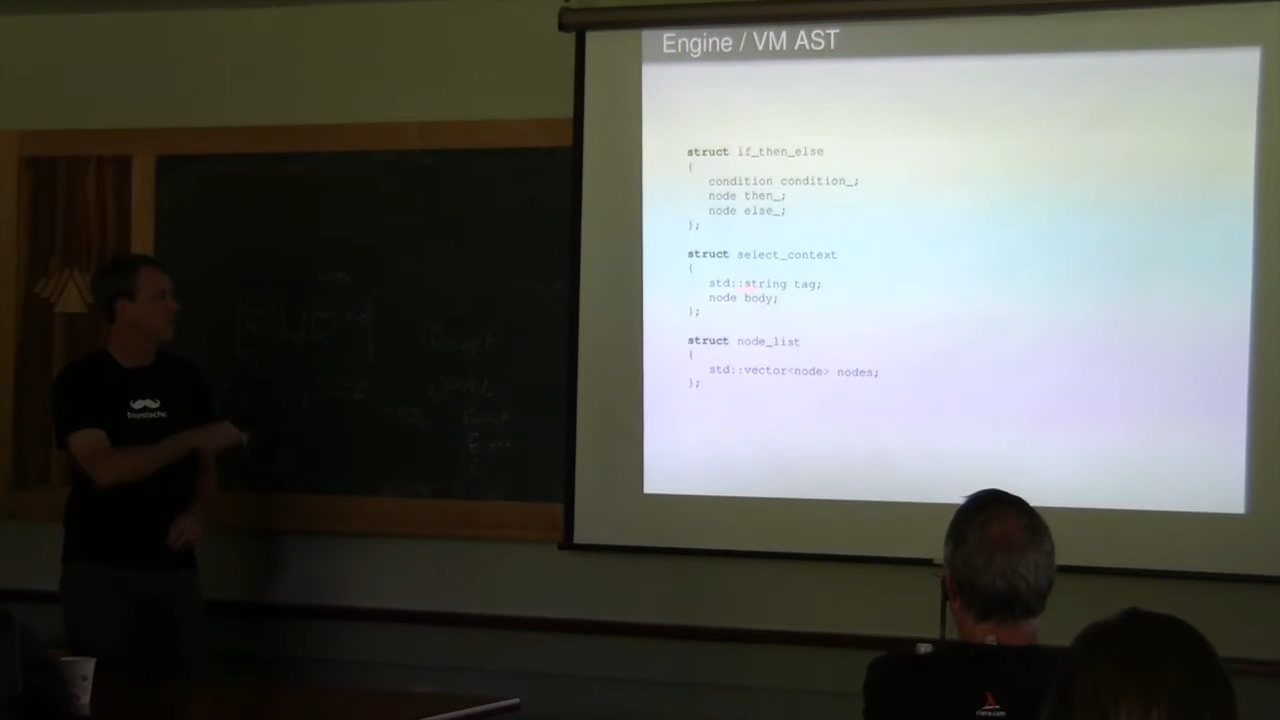 Engine / VM AST
struct if_then_else
{
condition condition_;
node then_;
node else_;
};
struct select_context
{
std::string tag;
node body;
};
struct node_list
{
std::vector<node> nodes;
};
boostache